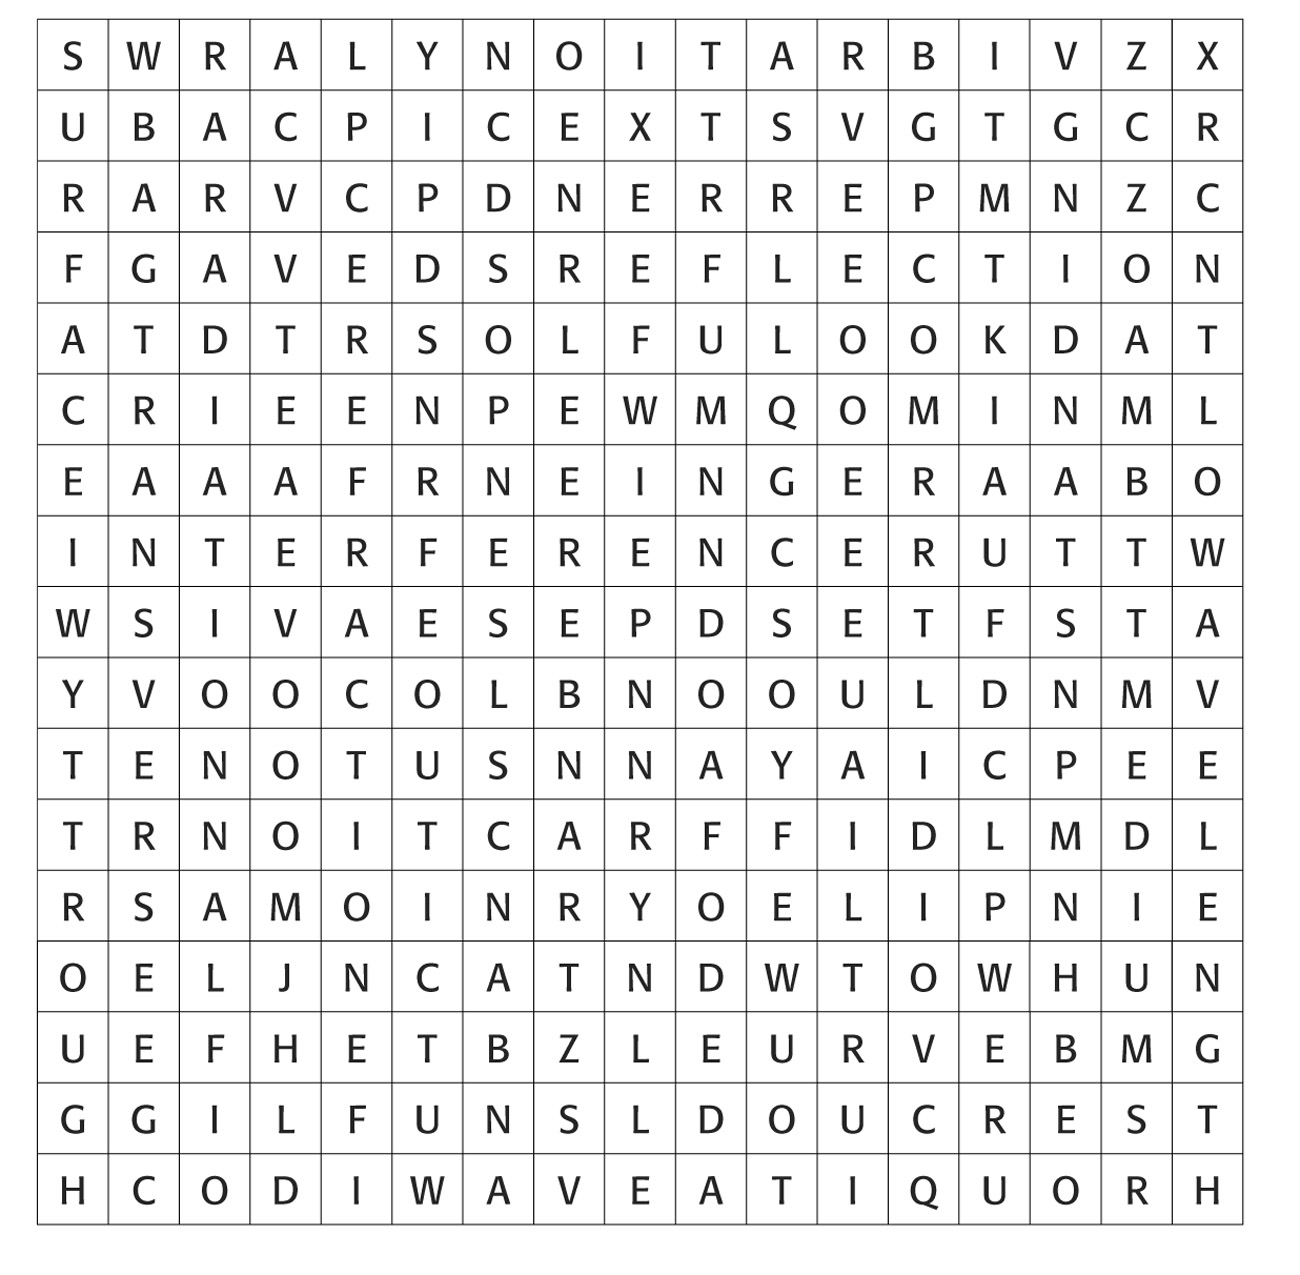 S W R A L Y N O I T A R B I V Z X
U B A C P I C E X T S V G T G C R
R A R V C P D N E R R E P M N Z C
F G A V E D S R E F L E C T I O N
A T D T R S O L F U L O O K D A T
C R I E E N P E W M Q O M I N M L
E A A A F R N E I N G E R A A B O
I N T E R F E R E N C E R U T T W
W S I V A E S E P D S E T F S T A
Y V O O C O L B N O O U L D N M V
T E N O T U S N N A Y A I C P E E
T R N O I T C A R F F I D L M D L
R S A M O I N R Y O E L I P N I E
O E L J N C A T N D W T O W H U N
U E F H E T B Z L E U R V E B M G
G G I L F U N S L D O U C R E S T
H C O D I W A V E A T I Q U O R H